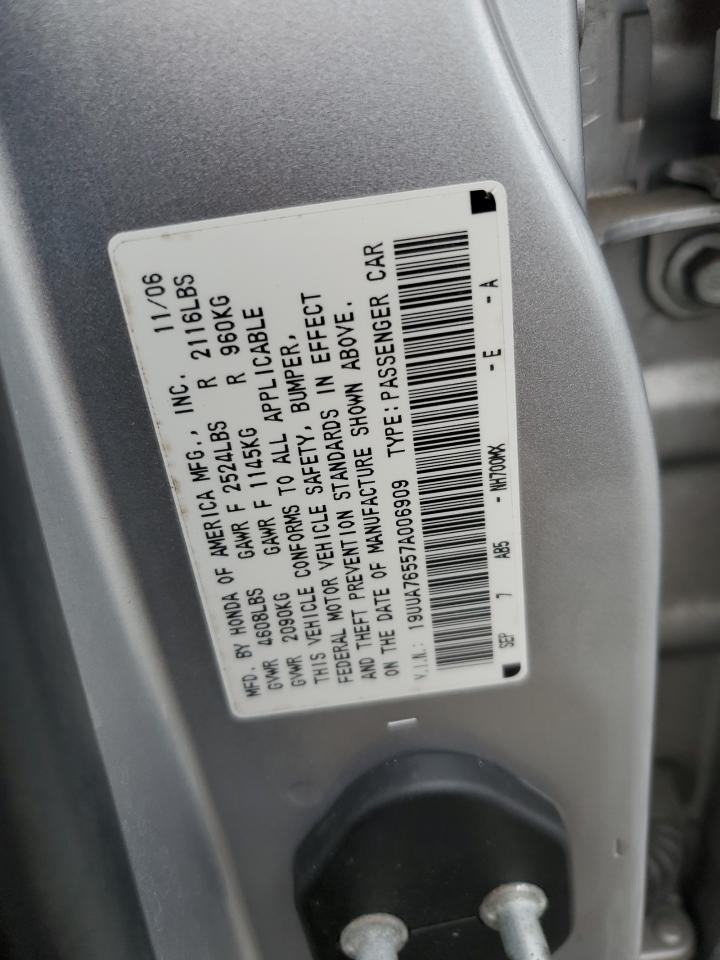 MFD. BY HONDA OF AMERICA MFG., INC. 11/06
GVWR 4608LBS GAWR F 2524LBS R 2116LBS
GVWR 2090KG GAWR F 1145KG R 960KG
THIS VEHICLE CONFORMS TO ALL APPLICABLE
FEDERAL MOTOR VEHICLE SAFETY, BUMPER,
AND THEFT PREVENTION STANDARDS IN EFFECT
ON THE DATE OF MANUFACTURE SHOWN ABOVE.
V.I.N.: 19UUA76557A006909 TYPE: PASSENGER CAR
SEP 7 AB5 - NH700MX - E - A